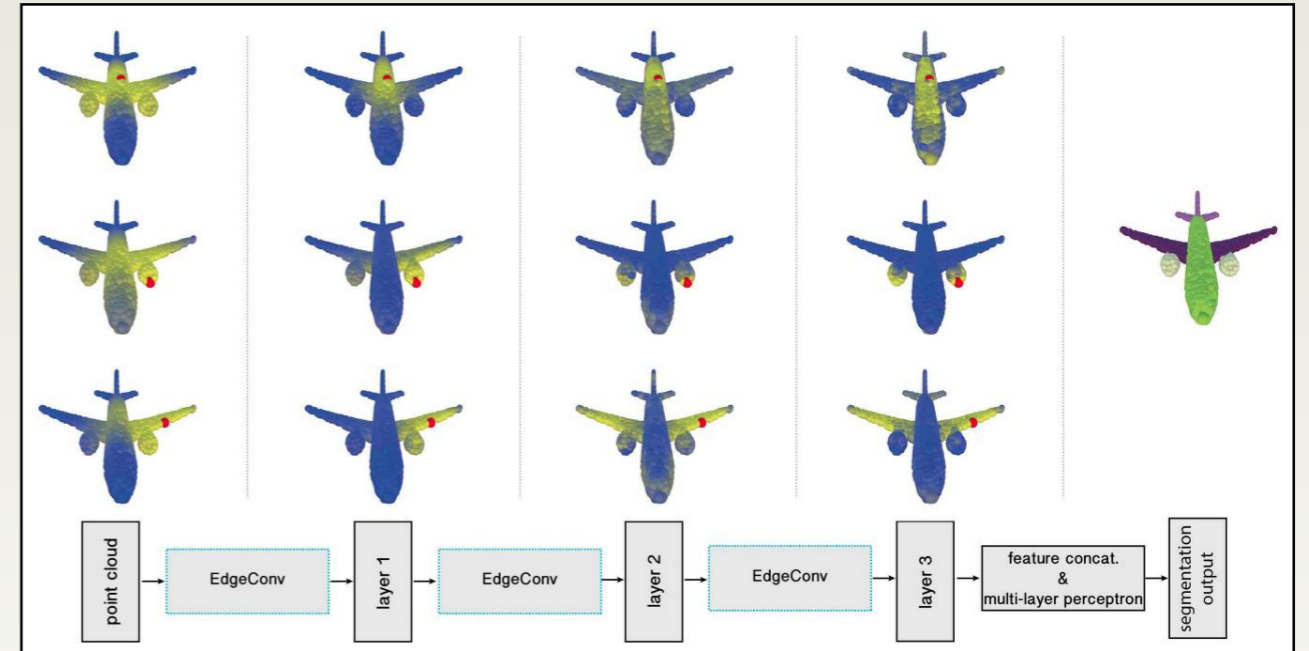 point cloud
EdgeConv
layer 1
EdgeConv
layer 2
EdgeConv
layer 3
feature concat.
&
multi-layer perceptron
segmentation
output